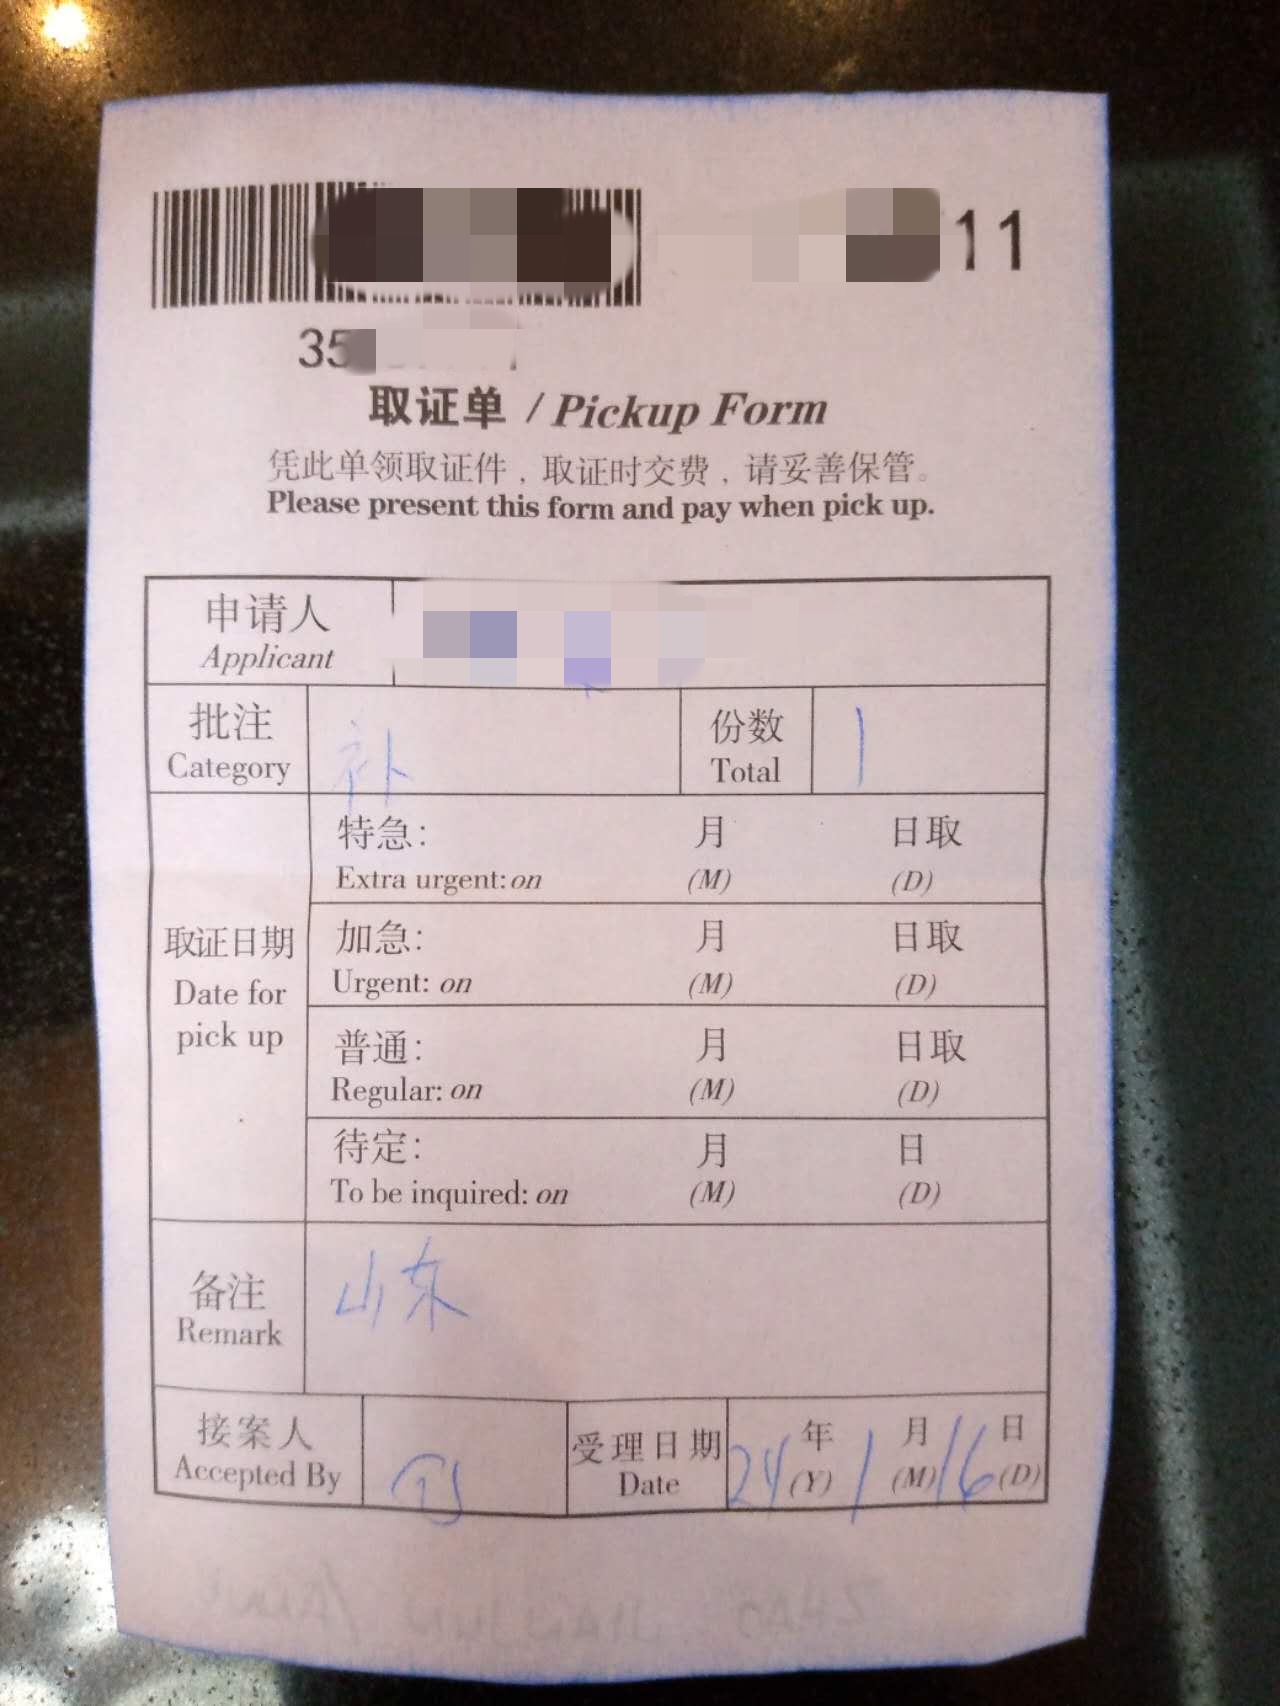 11
35
取证单 / Pickup Form
凭此单领取证件，取证时交费，请妥善保管。
Please present this form and pay when pick up.
申请人
Applicant
批注 补 份数 1
Category Total
特急: 月 日取
Extra urgent: on (M) (D)
加急: 月 日取
Urgent: on (M) (D)
取证日期
Date for
pick up
普通: 月 日取
Regular: on (M) (D)
待定: 月 日
To be inquired: on (M) (D)
备注 山东
Remark
接案人 受理日期 24 年 1 月 16 日
Accepted By Date (Y) (M) (D)